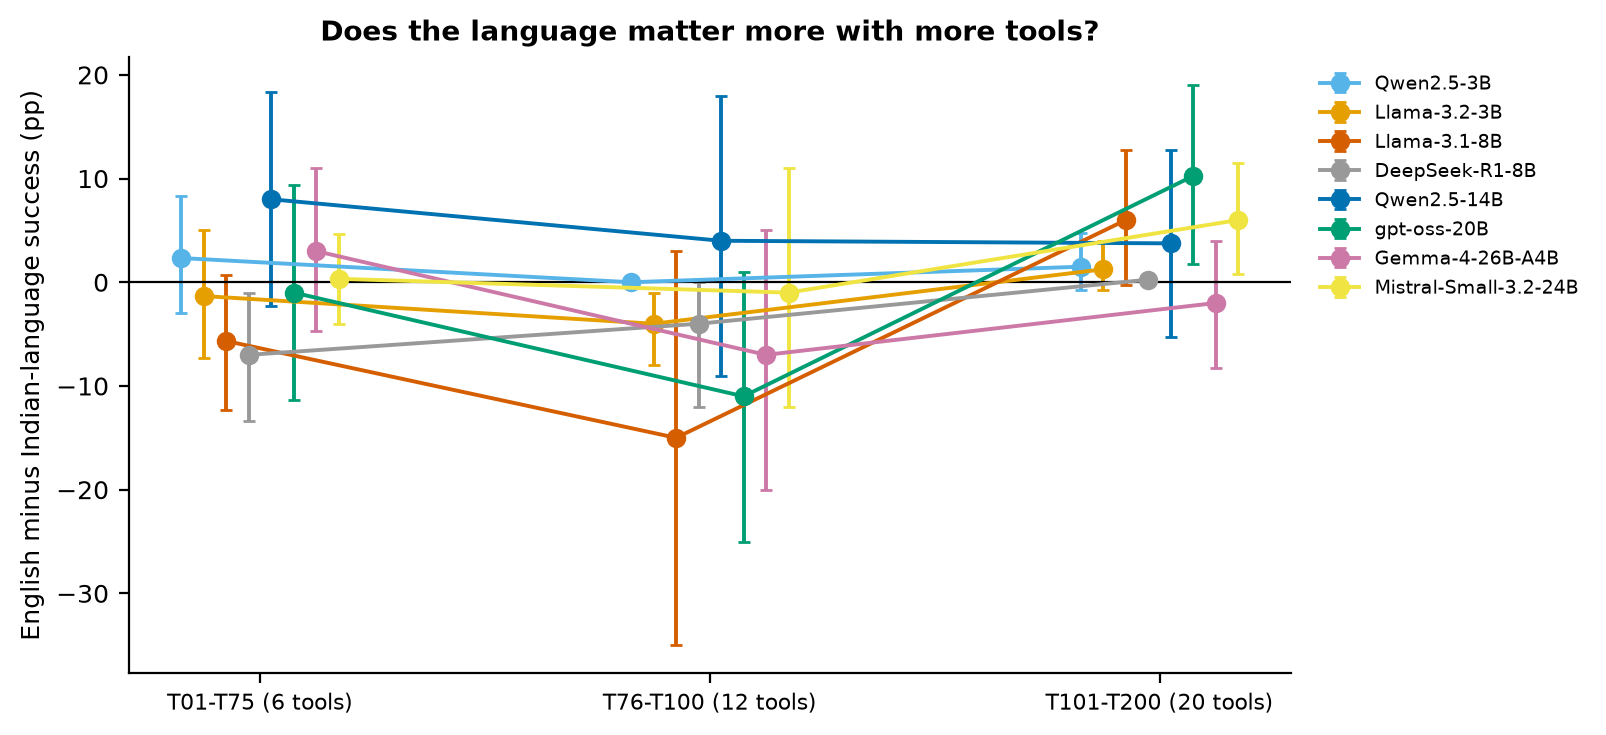 Does the language matter more with more tools?
English minus Indian-language success (pp)
20
10
0
−10
−20
−30
T01-T75 (6 tools)
T76-T100 (12 tools)
T101-T200 (20 tools)
Qwen2.5-3B
Llama-3.2-3B
Llama-3.1-8B
DeepSeek-R1-8B
Qwen2.5-14B
gpt-oss-20B
Gemma-4-26B-A4B
Mistral-Small-3.2-24B